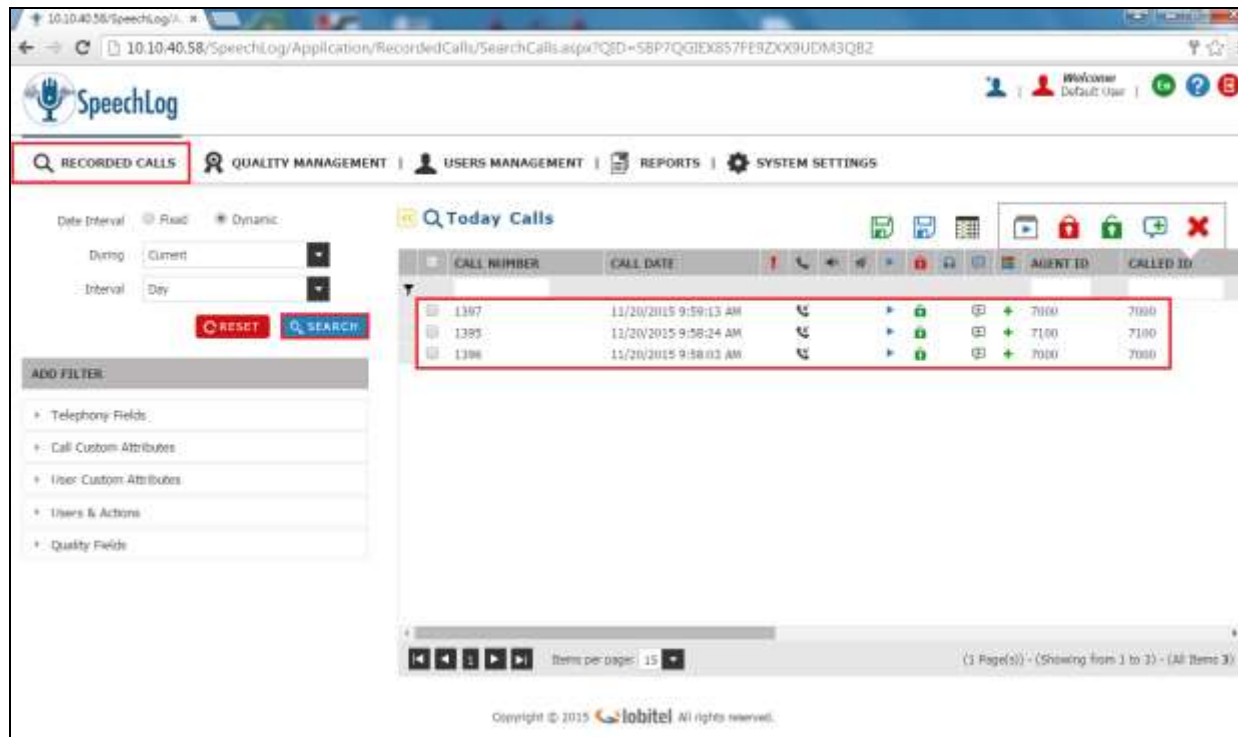 10.10.40.58/SpeechLog/A
10.10.40.58/SpeechLog/Application/RecordedCalls/SearchCalls.aspx?QID=
SpeechLog
Welcome
Default User
RECORDED CALLS
QUALITY MANAGEMENT | USERS MANAGEMENT | REPORTS | SYSTEM SETTINGS
Date Interval Fixed Dynamic
During Current
Interval Day
RESET SEARCH
ADD FILTER
Telephony Fields
Call Custom Attributes
User Custom Attributes
Users & Actions
Quality Fields
Today Calls
CALL NUMBER CALL DATE AGENT ID CALLED ID
1397 11/20/2015 9:59:13 AM 7000 7000
1395 11/20/2015 9:58:24 AM 7100 7100
1396 11/20/2015 9:58:03 AM 7000 7000
1 Items per page: 15 (1 Page(s)) - (Showing from 1 to 3) - (All Items 3)
Copyright © 2015 lobitel All rights reserved.